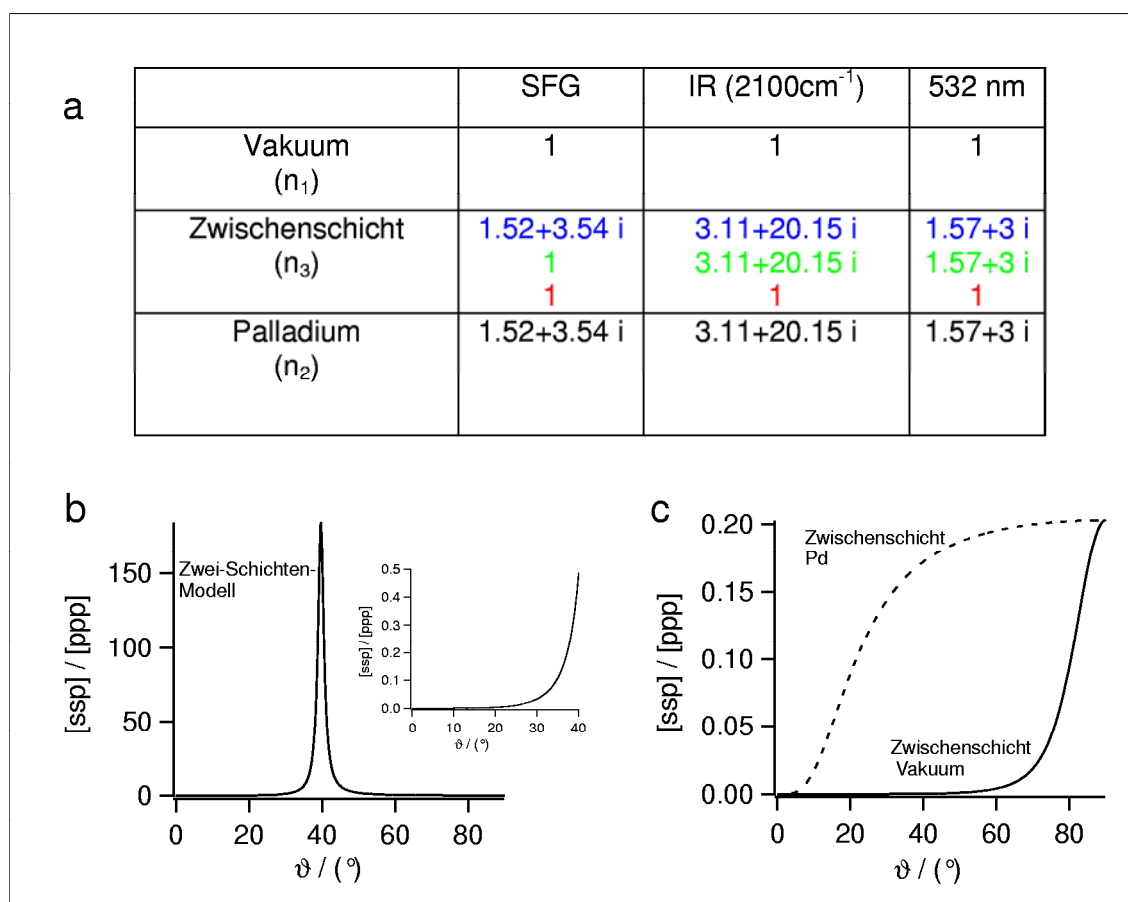 a
SFG IR (2100cm⁻¹) 532 nm
Vakuum 1 1 1
(n₁)
Zwischenschicht 1.52+3.54 i 3.11+20.15 i 1.57+3 i
(n₃) 1 3.11+20.15 i 1.57+3 i
1 1 1
Palladium 1.52+3.54 i 3.11+20.15 i 1.57+3 i
(n₂)
b
Zwei-Schichten-
Modell
[ssp] / [ppp]
150
100
50
0
0 20 40 60 80
ϑ / (°)
[ssp] / [ppp]
0.5
0.4
0.3
0.2
0.1
0.0
0 10 20 30 40
ϑ / (°)
c
Zwischenschicht
Pd
Zwischenschicht
Vakuum
[ssp] / [ppp]
0.20
0.15
0.10
0.05
0.00
0 20 40 60 80
ϑ / (°)